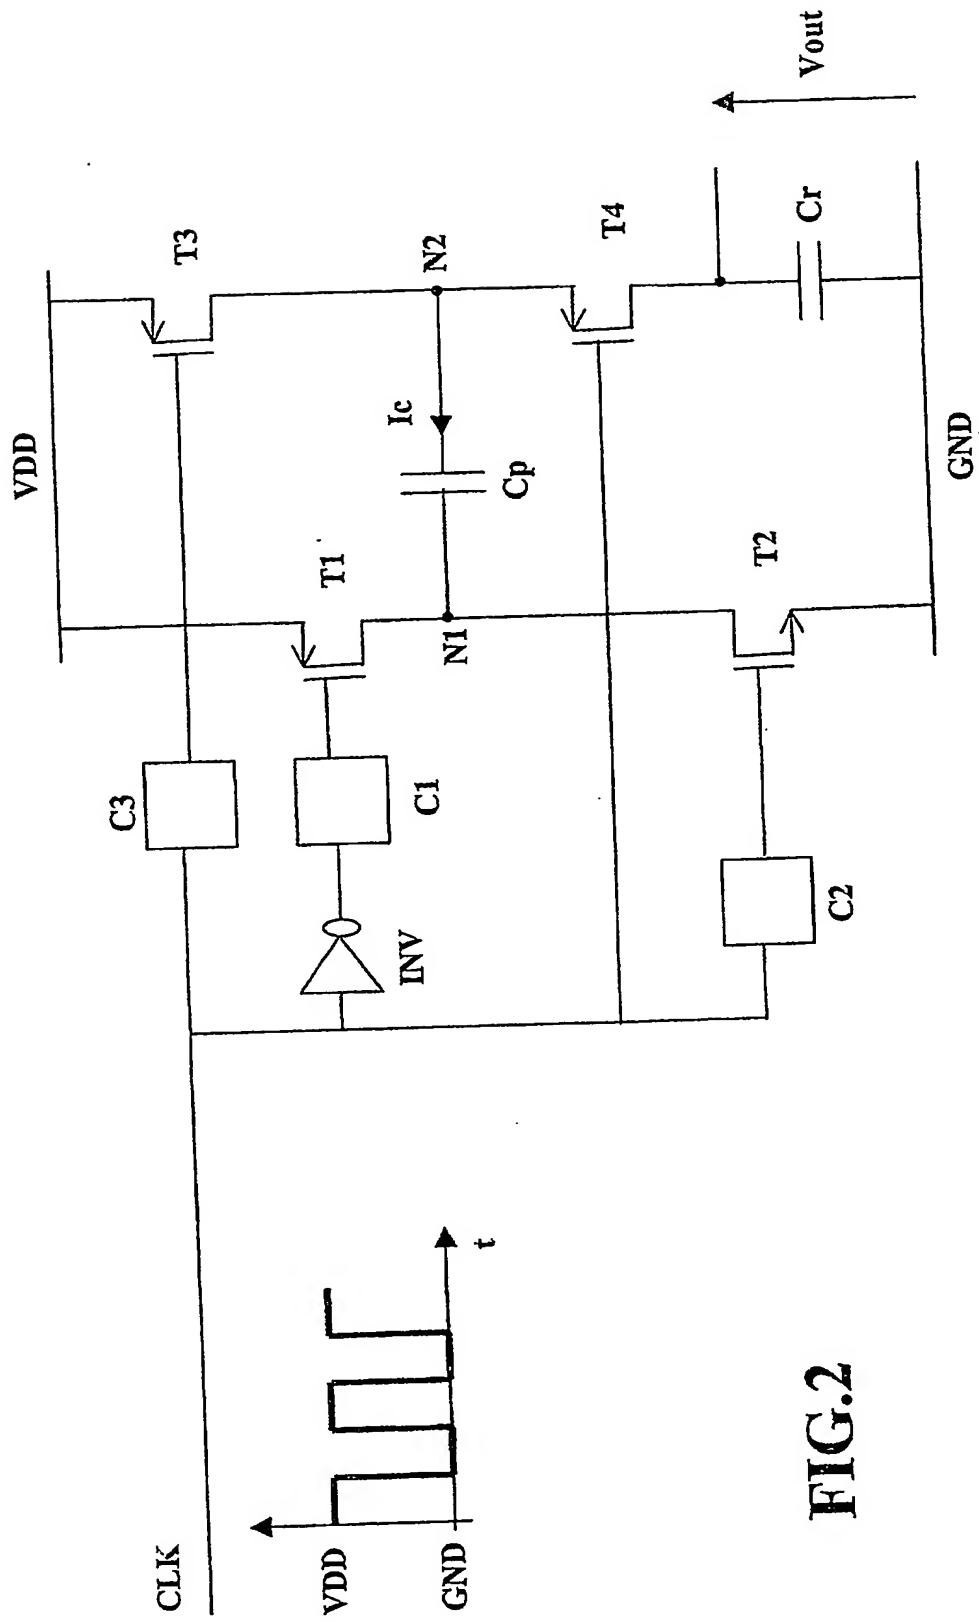 VDD
T3
C3
T1
N2
Ic
Cp
N1
C1
INV
T4
T2
C2
Cr
Vout
GND
CLK
VDD
GND
t
FIG.2